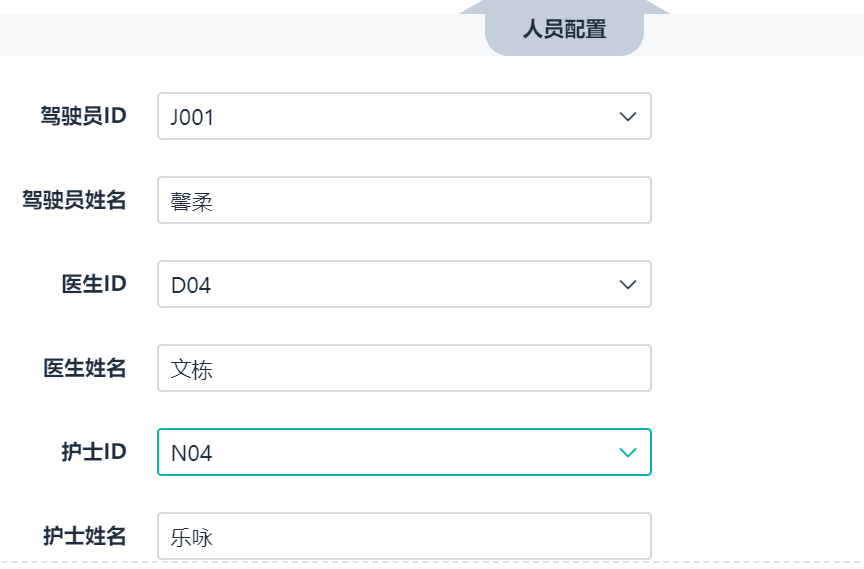 人员配置
驾驶员ID J001
驾驶员姓名 馨柔
医生ID D04
医生姓名 文栋
护士ID N04
护士姓名 乐咏